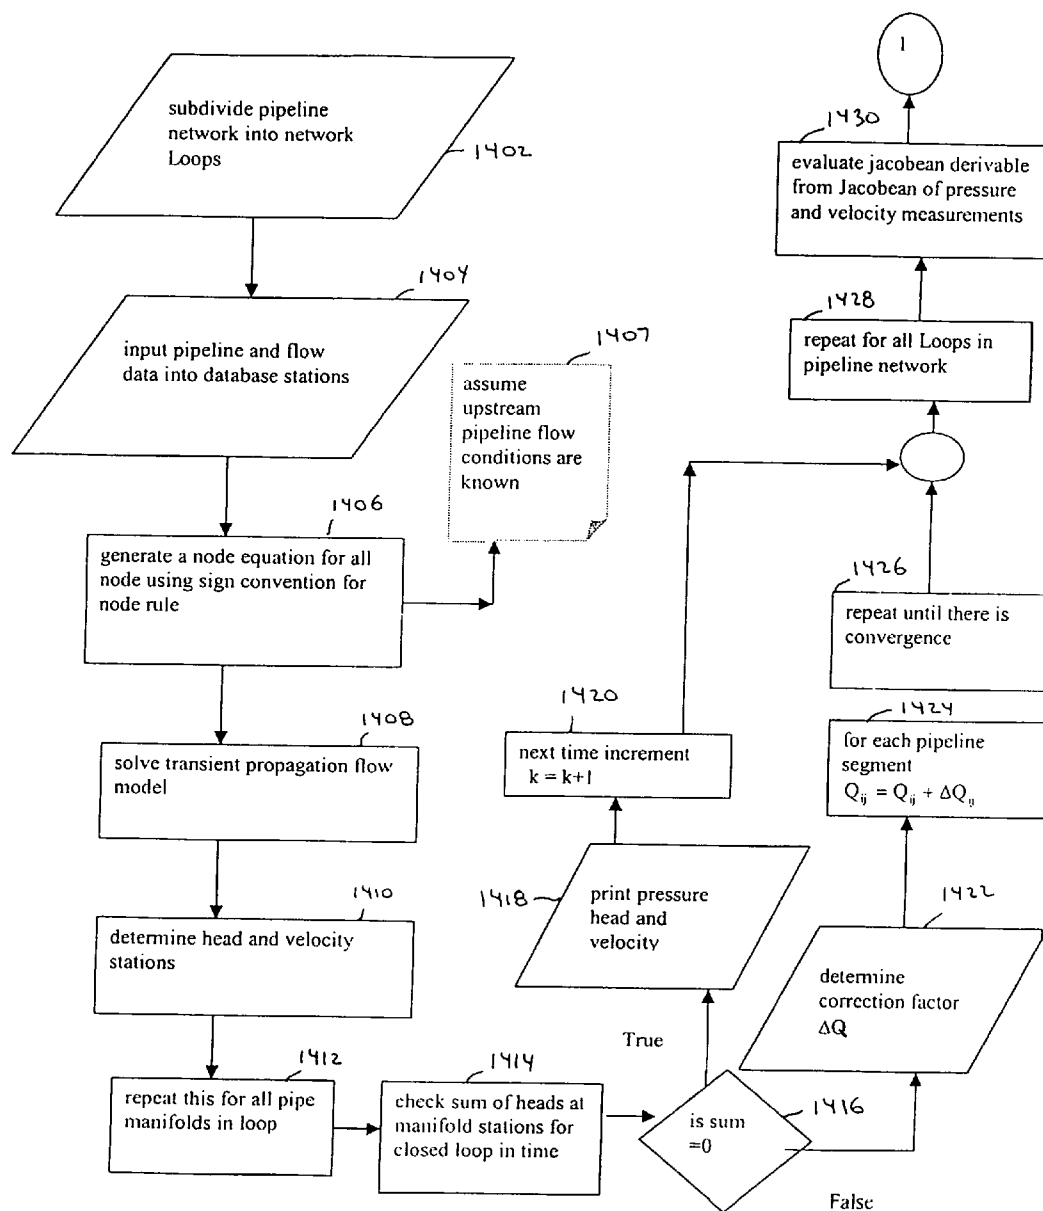 subdivide pipeline
network into network
Loops
1402
1404
input pipeline and flow
data into database stations
1407
assume
upstream
pipeline flow
conditions are
known
1406
generate a node equation for all
node using sign convention for
node rule
1408
solve transient propagation flow
model
1410
determine head and velocity
stations
1412
repeat this for all pipe
manifolds in loop
1414
check sum of heads at
manifold stations for
closed loop in time
1416
is sum
=0
True
False
1418
print pressure
head and
velocity
1420
next time increment
k = k+1
1422
determine
correction factor
ΔQ
1424
for each pipeline
segment
Qij = Qij + ΔQij
1426
repeat until there is
convergence
1428
repeat for all Loops in
pipeline network
1430
evaluate jacobean derivable
from Jacobean of pressure
and velocity measurements
1